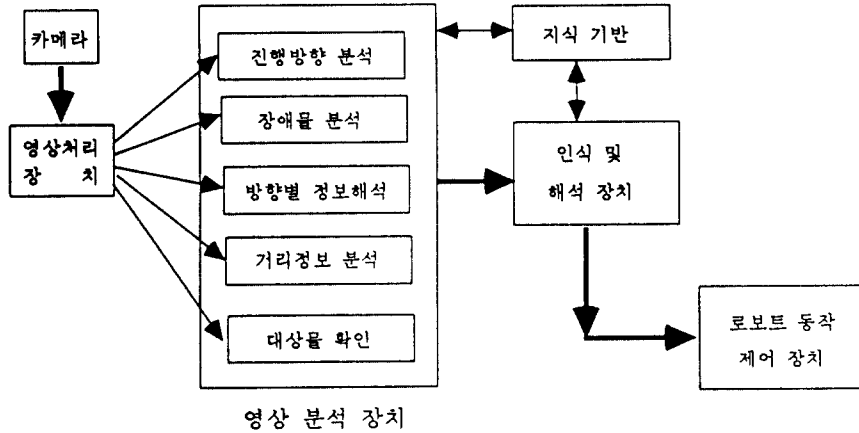 카메라
영상처리
장 치
진행방향 분석
장애물 분석
방향별 정보해석
거리정보 분석
대상물 확인
영상 분석 장치
지식 기반
인식 및
해석 장치
로보트 동작
제어 장치